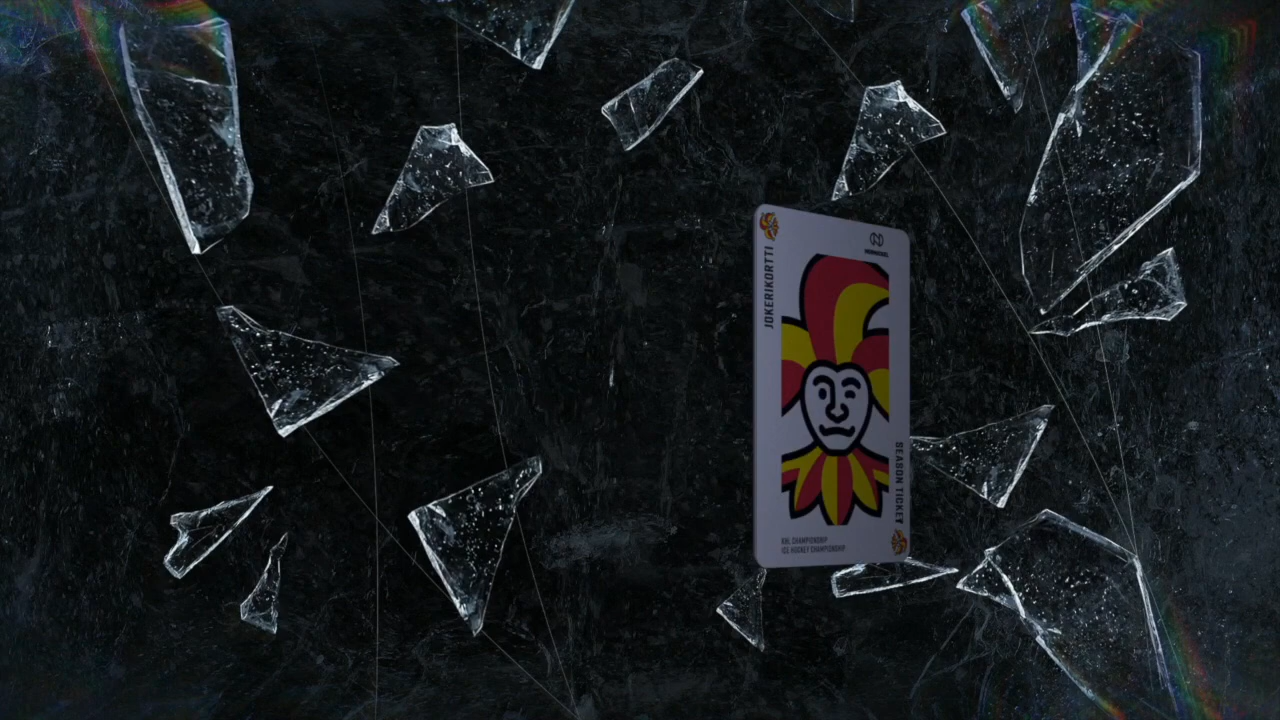 JOKERIKORTTI
SEASON TICKET
KHL CHAMPIONSHIP
ICE HOCKEY CHAMPIONSHIP